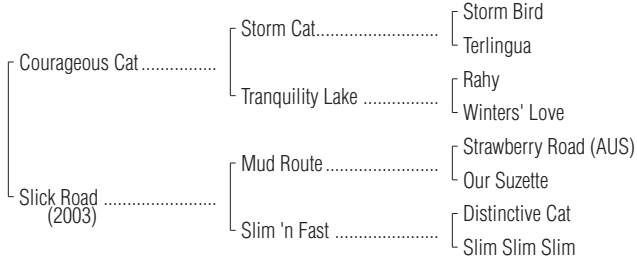 Storm Bird
Storm Cat
Terlingua
Courageous Cat
Rahy
Tranquility Lake
Winters' Love
Strawberry Road (AUS)
Mud Route
Our Suzette
Slick Road
(2003)
Distinctive Cat
Slim 'n Fast
Slim Slim Slim